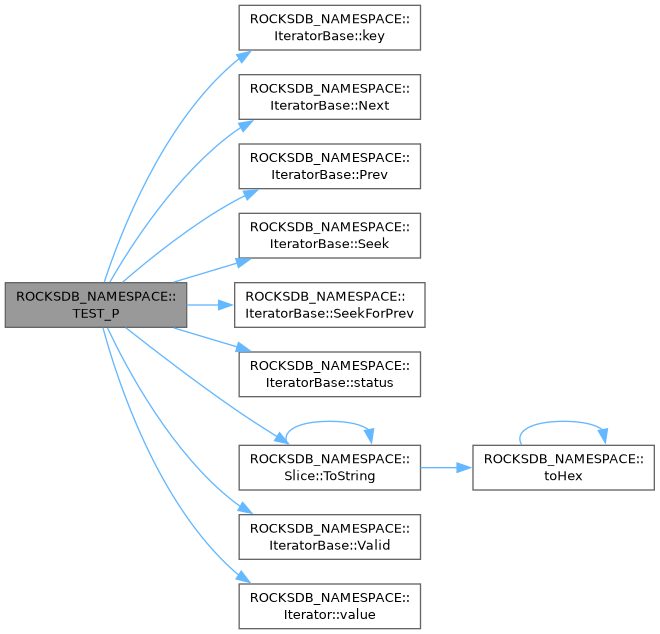 ROCKSDB_NAMESPACE::
IteratorBase::key
ROCKSDB_NAMESPACE::
IteratorBase::Next
ROCKSDB_NAMESPACE::
IteratorBase::Prev
ROCKSDB_NAMESPACE::
IteratorBase::Seek
ROCKSDB_NAMESPACE::
TEST_P
ROCKSDB_NAMESPACE::
IteratorBase::SeekForPrev
ROCKSDB_NAMESPACE::
IteratorBase::status
ROCKSDB_NAMESPACE::
Slice::ToString
ROCKSDB_NAMESPACE::
toHex
ROCKSDB_NAMESPACE::
IteratorBase::Valid
ROCKSDB_NAMESPACE::
Iterator::value